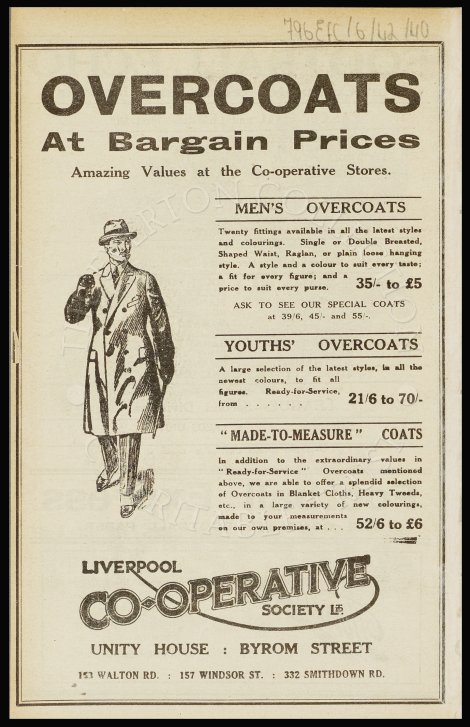 796EFC/6/42/40
OVERCOATS
At Bargain Prices
Amazing Values at the Co-operative Stores.
MEN'S OVERCOATS
Twenty fittings available in all the latest styles
and colourings. Single or Double Breasted,
Shaped Waist, Raglan, or plain loose hanging
style. A style and a colour to suit every taste;
a fit for every figure; and a
price to suit every purse. 35/- to £5
ASK TO SEE OUR SPECIAL COATS
at 39/6, 45/- and 55/-.
YOUTHS' OVERCOATS
A large selection of the latest styles, in all the
newest colours, to fit all
figures. Ready-for-Service,
from . . . . . . 21/6 to 70/-
"MADE-TO-MEASURE" COATS
In addition to the extraordinary values in
"Ready-for-Service" Overcoats mentioned
above, we are able to offer a splendid selection
of Overcoats in Blanket Cloths, Heavy Tweeds,
etc., in a large variety of new colourings,
made to your measurements
on our own premises, at . . . 52/6 to £6
LIVERPOOL
CO-OPERATIVE
SOCIETY LTD.
UNITY HOUSE : BYROM STREET
153 WALTON RD. : 157 WINDSOR ST. : 332 SMITHDOWN RD.